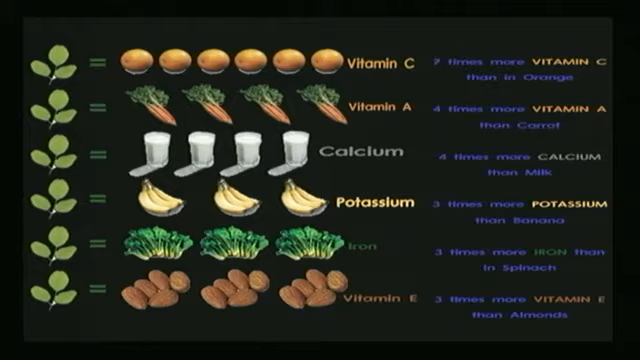 = Vitamin C 7 times more VITAMIN C
than in Orange
= Vitamin A 4 times more VITAMIN A
than Carrot
= Calcium 4 times more CALCIUM
than Milk
= Potassium 3 times more POTASSIUM
than Banana
= Iron 3 times more IRON than
in Spinach
= Vitamin E 3 times more VITAMIN E
than Almonds